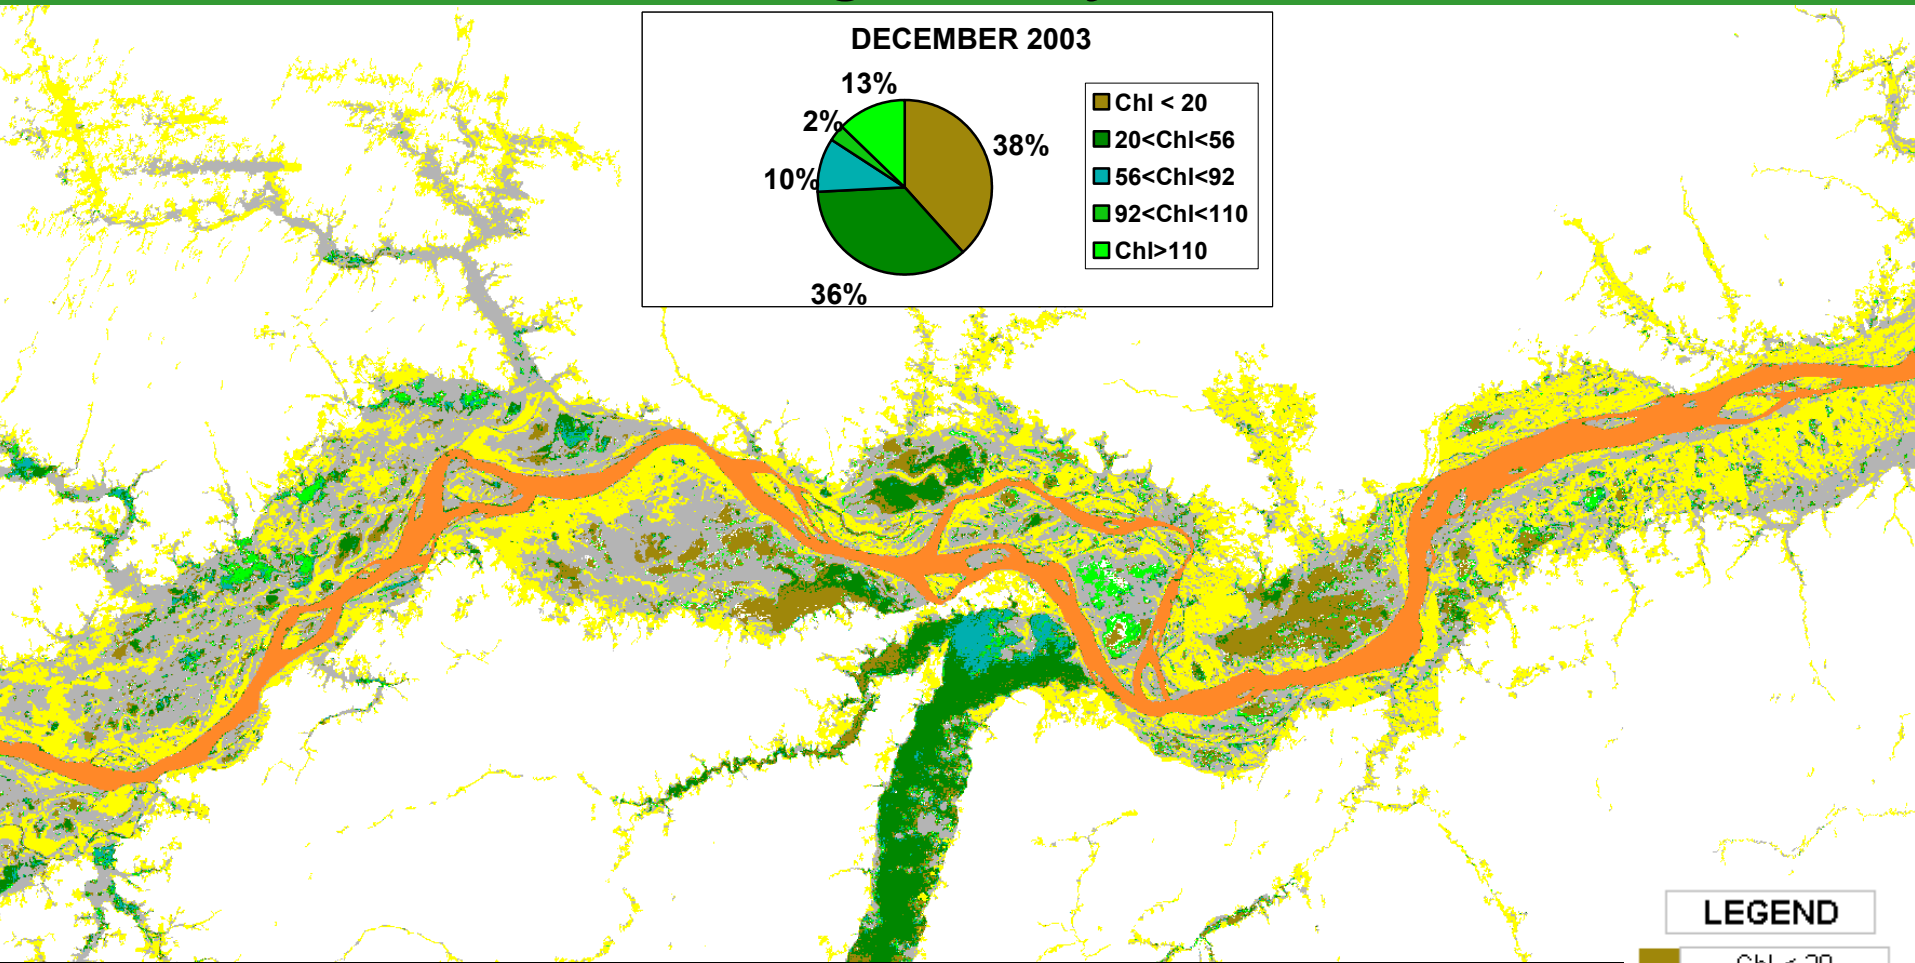 DECEMBER 2003
13%
2%
38%
10%
36%
Chl < 20
20<Chl<56
56<Chl<92
92<Chl<110
Chl>110
LEGEND